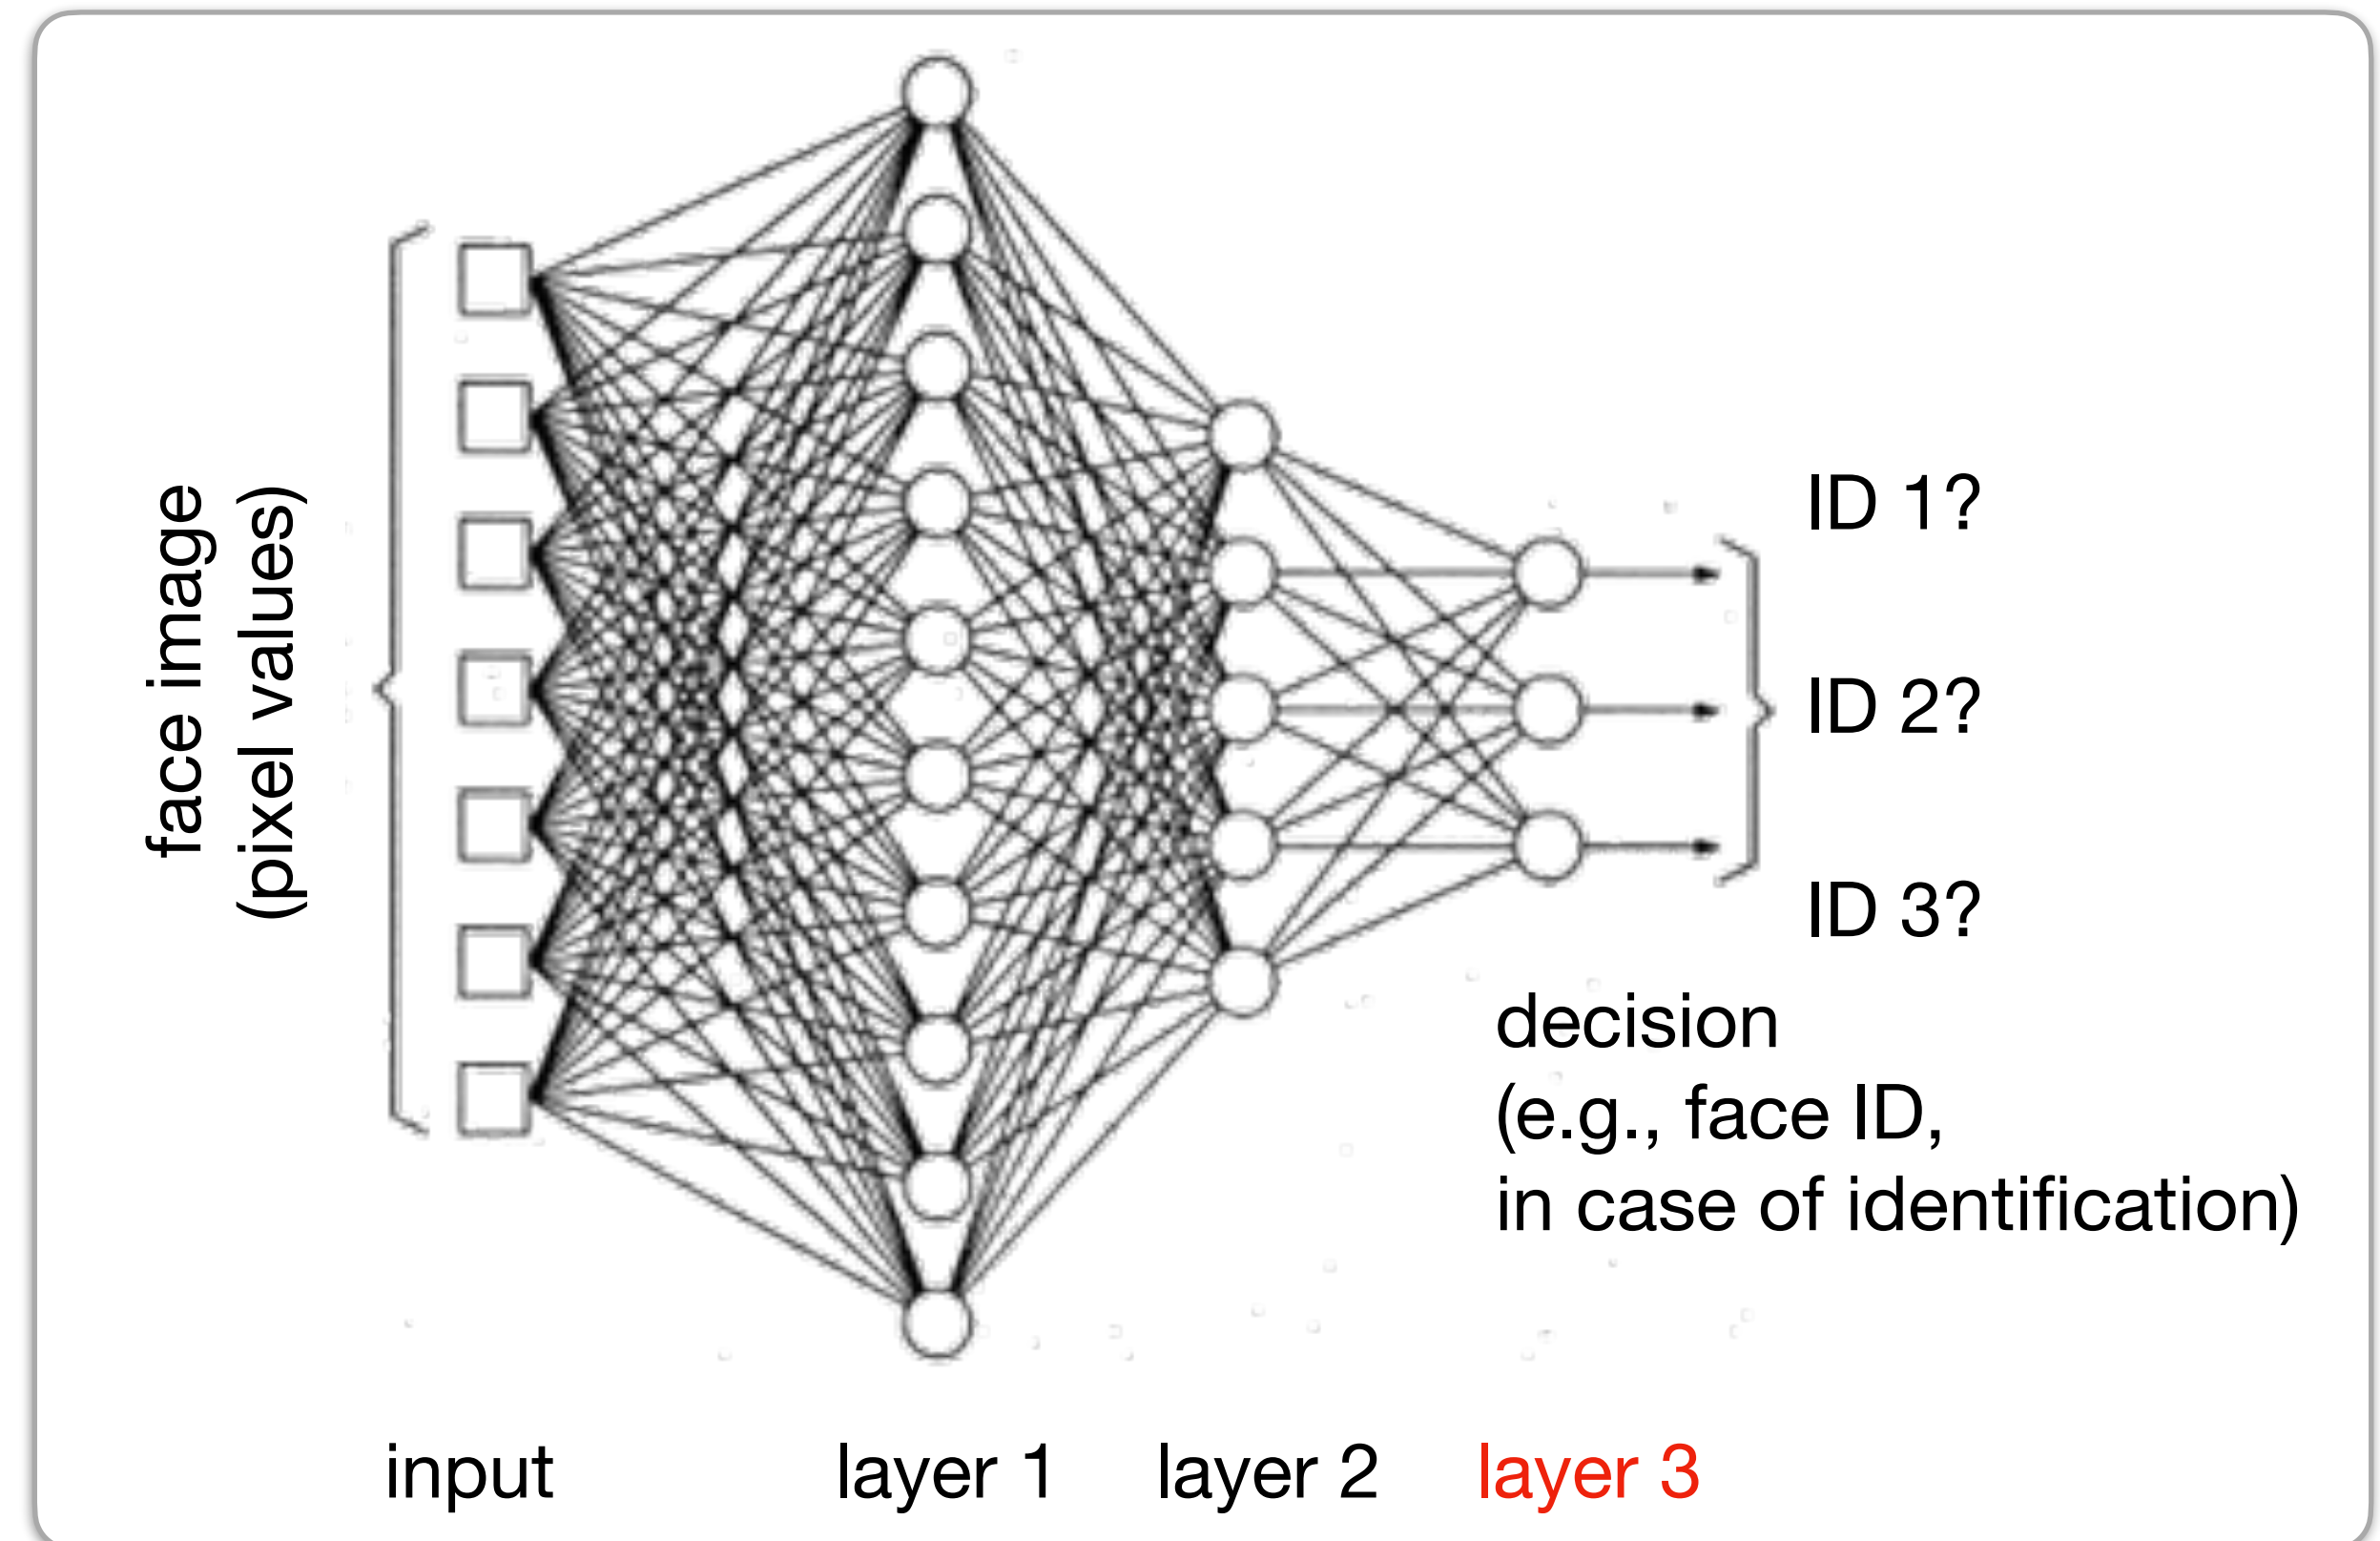 face image
(pixel values)
ID 1?
ID 2?
ID 3?
decision
(e.g., face ID,
in case of identification)
input
layer 1
layer 2
layer 3